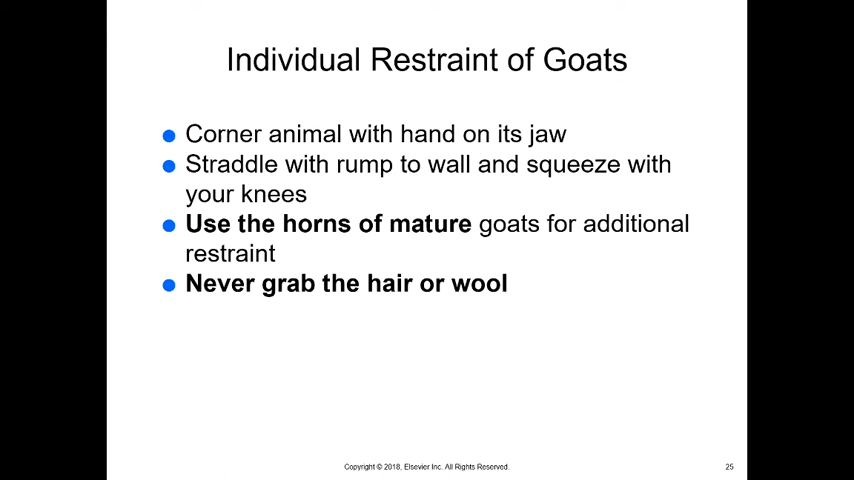 Individual Restraint of Goats
● Corner animal with hand on its jaw
● Straddle with rump to wall and squeeze with
your knees
● Use the horns of mature goats for additional
restraint
● Never grab the hair or wool
Copyright © 2018, Elsevier Inc. All Rights Reserved.
25